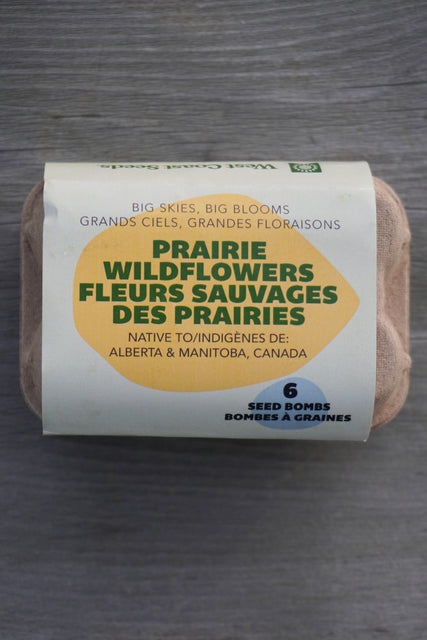 West Coast Seeds
BIG SKIES, BIG BLOOMS
GRANDS CIELS, GRANDES FLORAISONS
PRAIRIE
WILDFLOWERS
FLEURS SAUVAGES
DES PRAIRIES
NATIVE TO/INDIGÈNES DE:
ALBERTA & MANITOBA, CANADA
6
SEED BOMBS
BOMBES À GRAINES